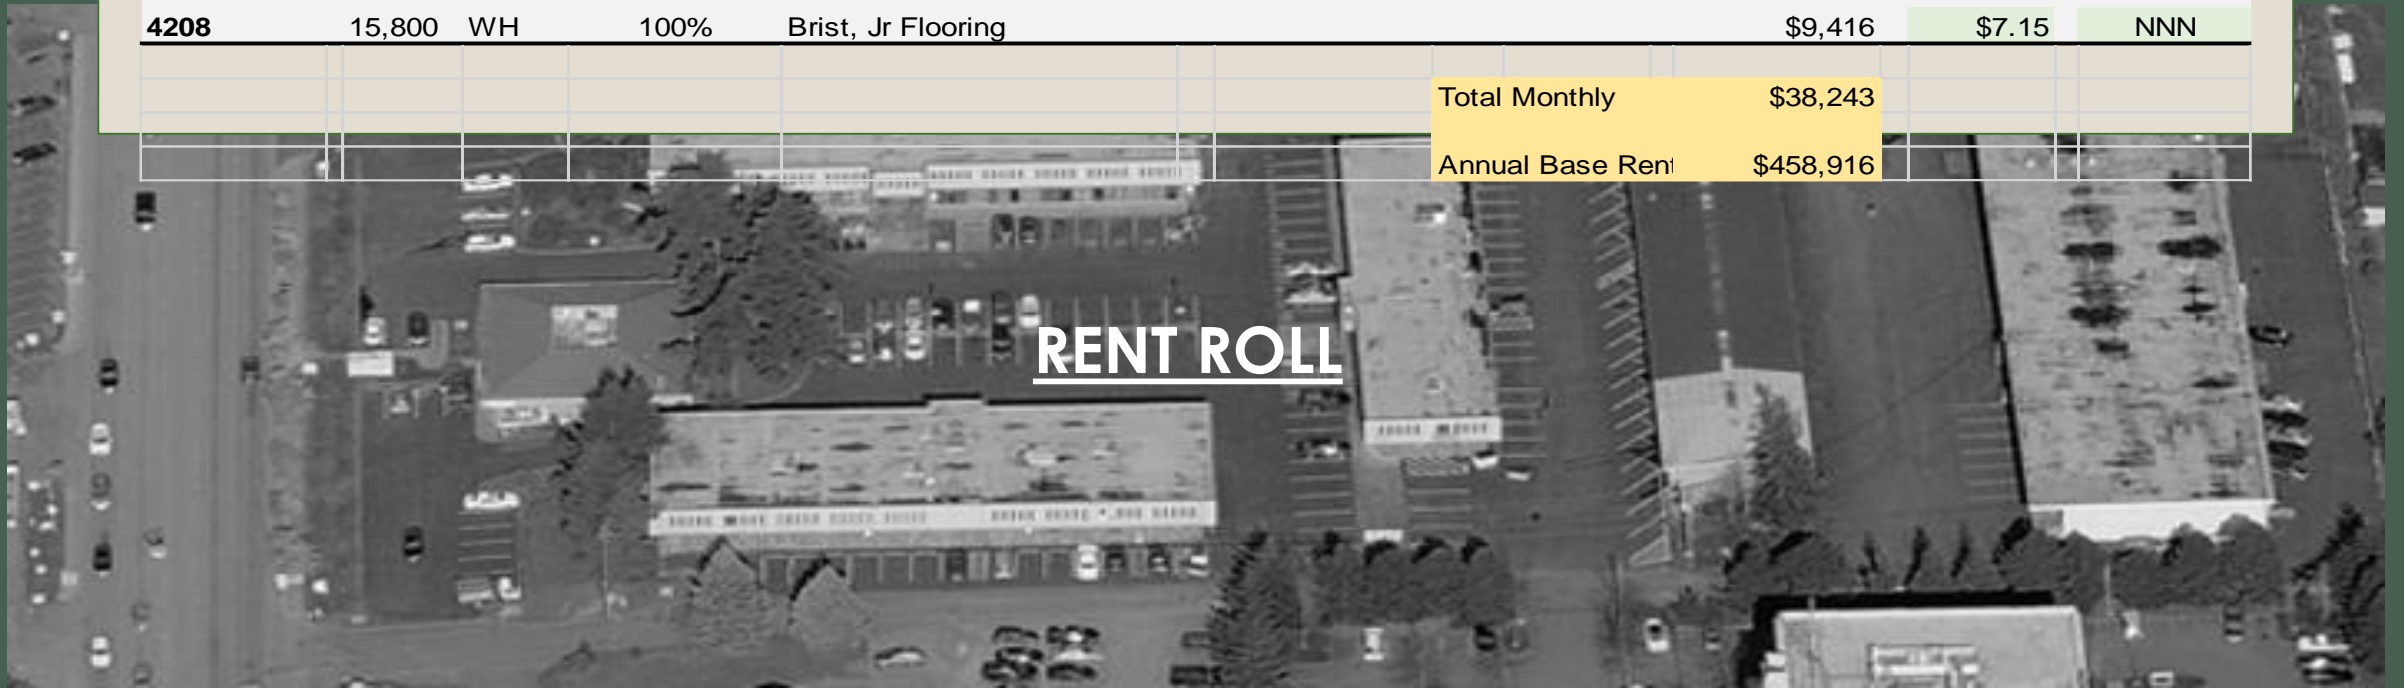 4208 15,800 WH 100% Brist, Jr Flooring $9,416 $7.15 NNN
Total Monthly $38,243
Annual Base Rent $458,916
RENT ROLL